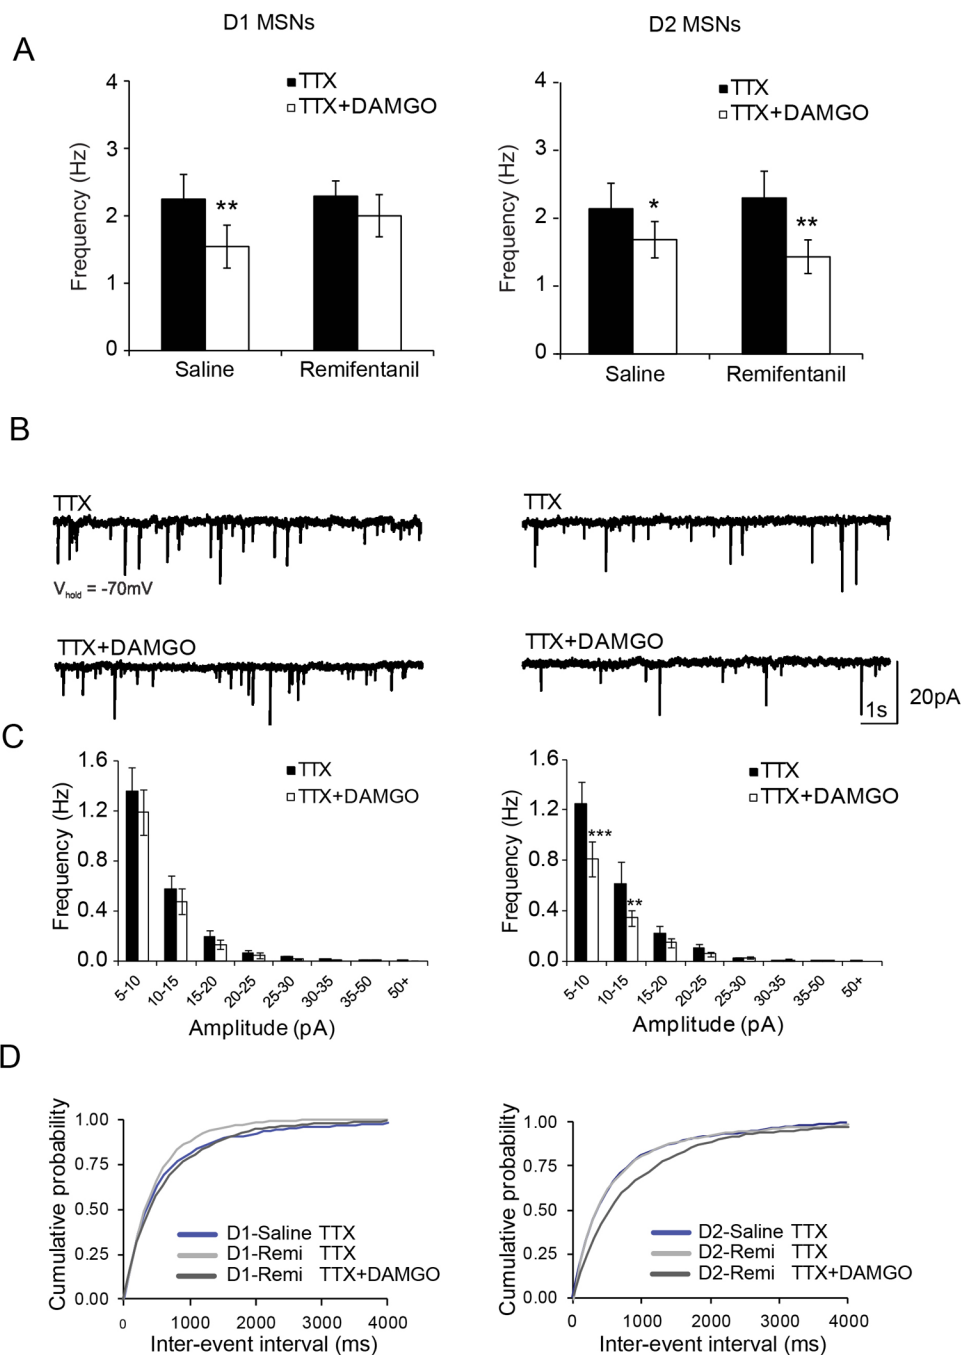 D1 MSNs
D2 MSNs
A
4
3
2
1
0
Frequency (Hz)
TTX
TTX+DAMGO
**
Saline
Remifentanil
4
3
2
1
0
Frequency (Hz)
TTX
TTX+DAMGO
*
**
Saline
Remifentanil
B
TTX
V hold = -70mV
TTX+DAMGO
TTX
TTX+DAMGO
1s
20pA
C
1.6
1.2
0.8
0.4
0.0
Frequency (Hz)
TTX
TTX+DAMGO
5-10
10-15
15-20
20-25
25-30
30-35
35-50
50+
Amplitude (pA)
1.6
1.2
0.8
0.4
0.0
Frequency (Hz)
TTX
TTX+DAMGO
***
**
5-10
10-15
15-20
20-25
25-30
30-35
35-50
50+
Amplitude (pA)
D
1.00
0.75
0.50
0.25
0.00
Cumulative probability
D1-Saline TTX
D1-Remi TTX
D1-Remi TTX+DAMGO
0 1000 2000 3000 4000
Inter-event interval (ms)
1.00
0.75
0.50
0.25
0.00
Cumulative probability
D2-Saline TTX
D2-Remi TTX
D2-Remi TTX+DAMGO
0 1000 2000 3000 4000
Inter-event interval (ms)